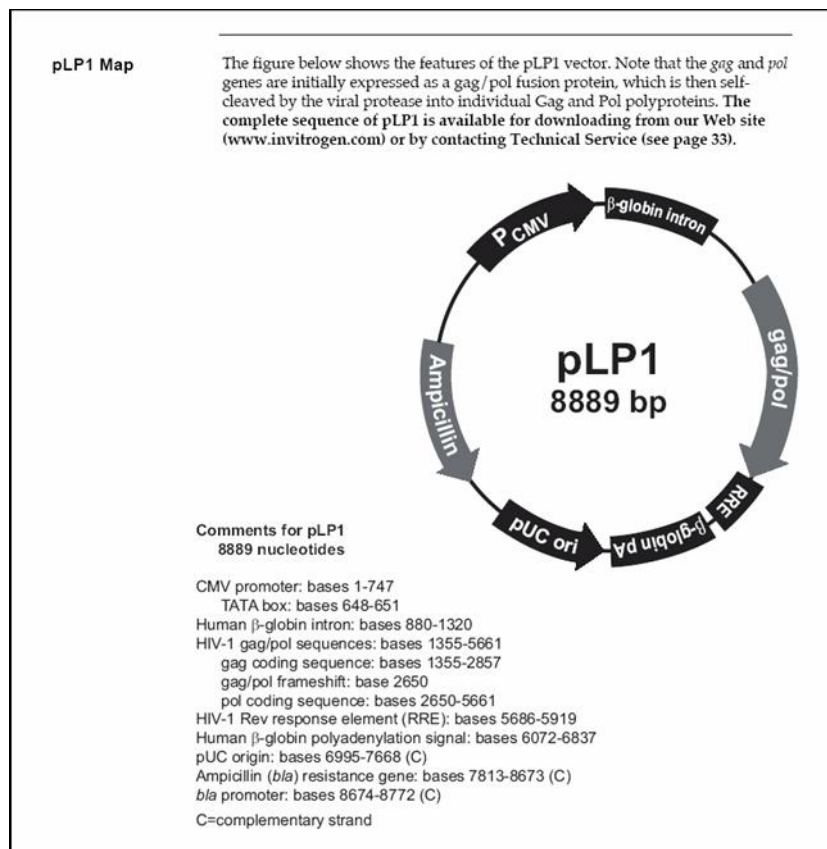 pLP1 Map
The figure below shows the features of the pLP1 vector. Note that the gag and pol
genes are initially expressed as a gag/pol fusion protein, which is then self-
cleaved by the viral protease into individual Gag and Pol polyproteins. The
complete sequence of pLP1 is available for downloading from our Web site
(www.invitrogen.com) or by contacting Technical Service (see page 33).
PCMV
β-globin intron
gag/pol
RRE
β-globin pA
pUC ori
Ampicillin
pLP1
8889 bp
Comments for pLP1
8889 nucleotides
CMV promoter: bases 1-747
TATA box: bases 648-651
Human β-globin intron: bases 880-1320
HIV-1 gag/pol sequences: bases 1355-5661
gag coding sequence: bases 1355-2857
gag/pol frameshift: base 2650
pol coding sequence: bases 2650-5661
HIV-1 Rev response element (RRE): bases 5686-5919
Human β-globin polyadenylation signal: bases 6072-6837
pUC origin: bases 6995-7668 (C)
Ampicillin (bla) resistance gene: bases 7813-8673 (C)
bla promoter: bases 8674-8772 (C)
C=complementary strand